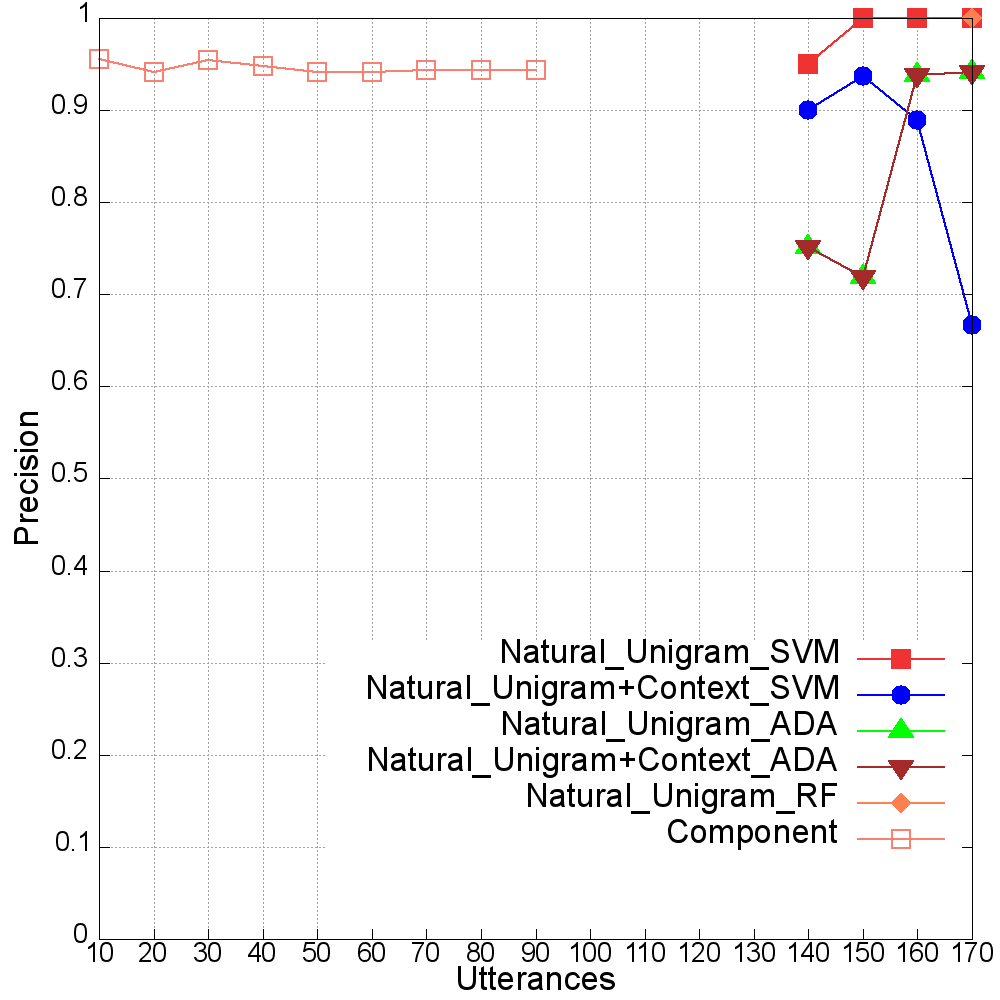 1
0.9
0.8
0.7
0.6
0.5
0.4
0.3
0.2
0.1
0
Precision
Natural_Unigram_SVM
Natural_Unigram+Context_SVM
Natural_Unigram_ADA
Natural_Unigram+Context_ADA
Natural_Unigram_RF
Component
10 20 30 40 50 60 70 80 90 100 110 120 130 140 150 160 170
Utterances